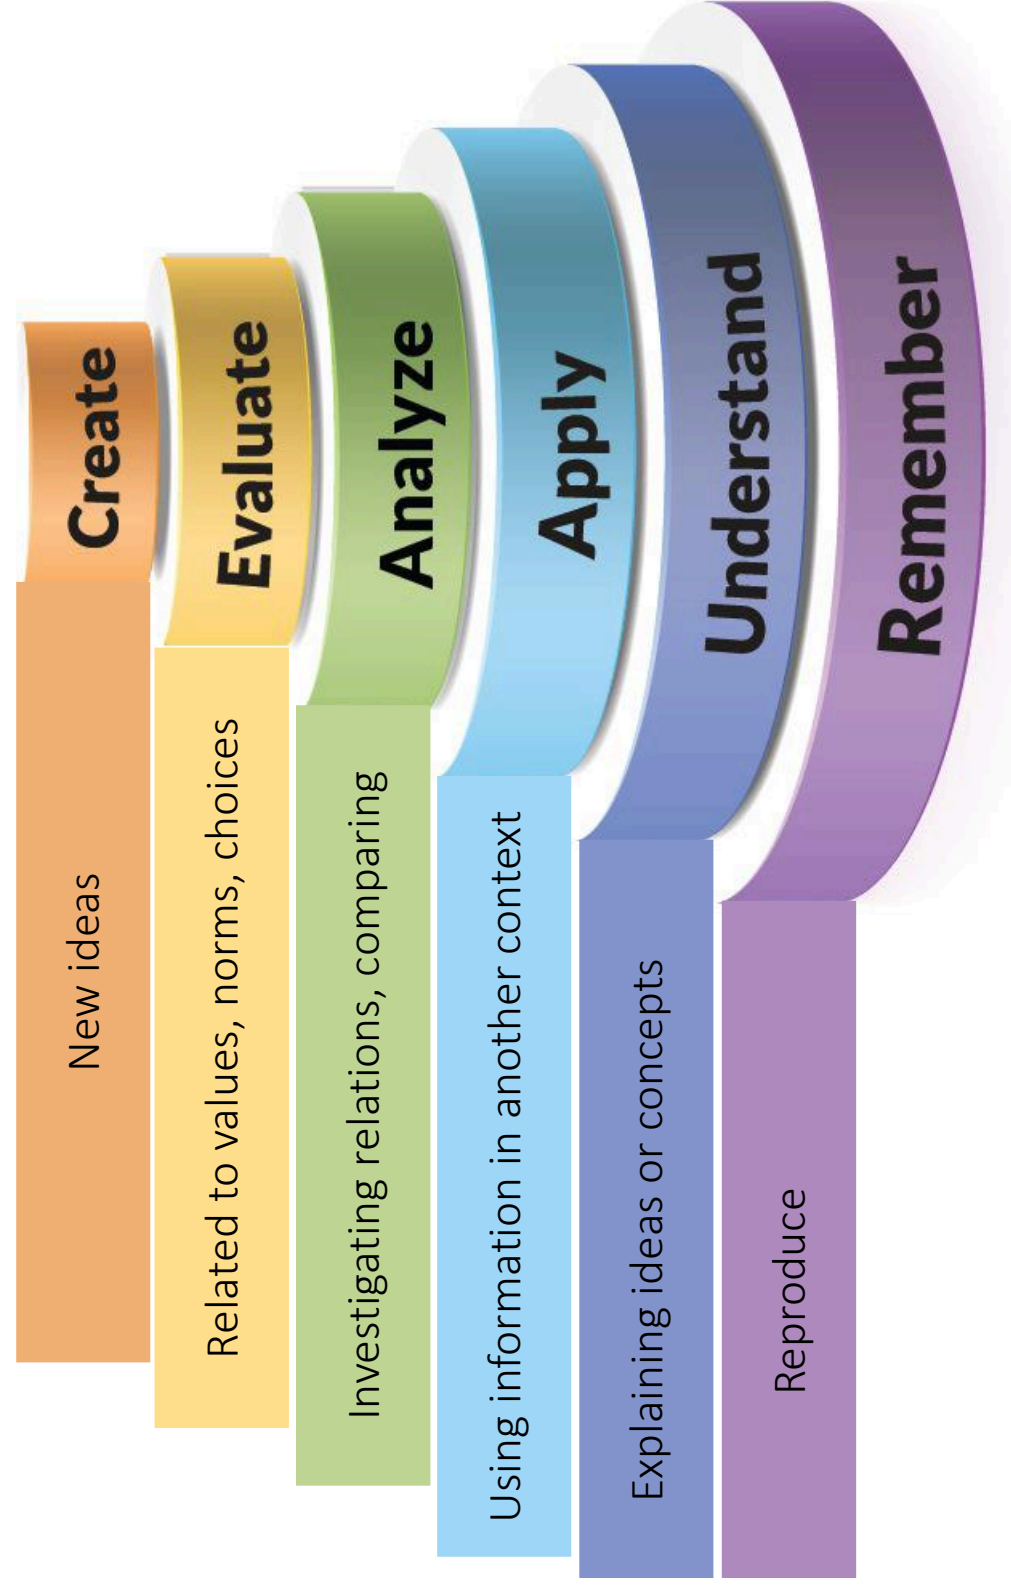 Create
New ideas
Evaluate
Related to values, norms, choices
Analyze
Investigating relations, comparing
Apply
Using information in another context
Understand
Explaining ideas or concepts
Remember
Reproduce